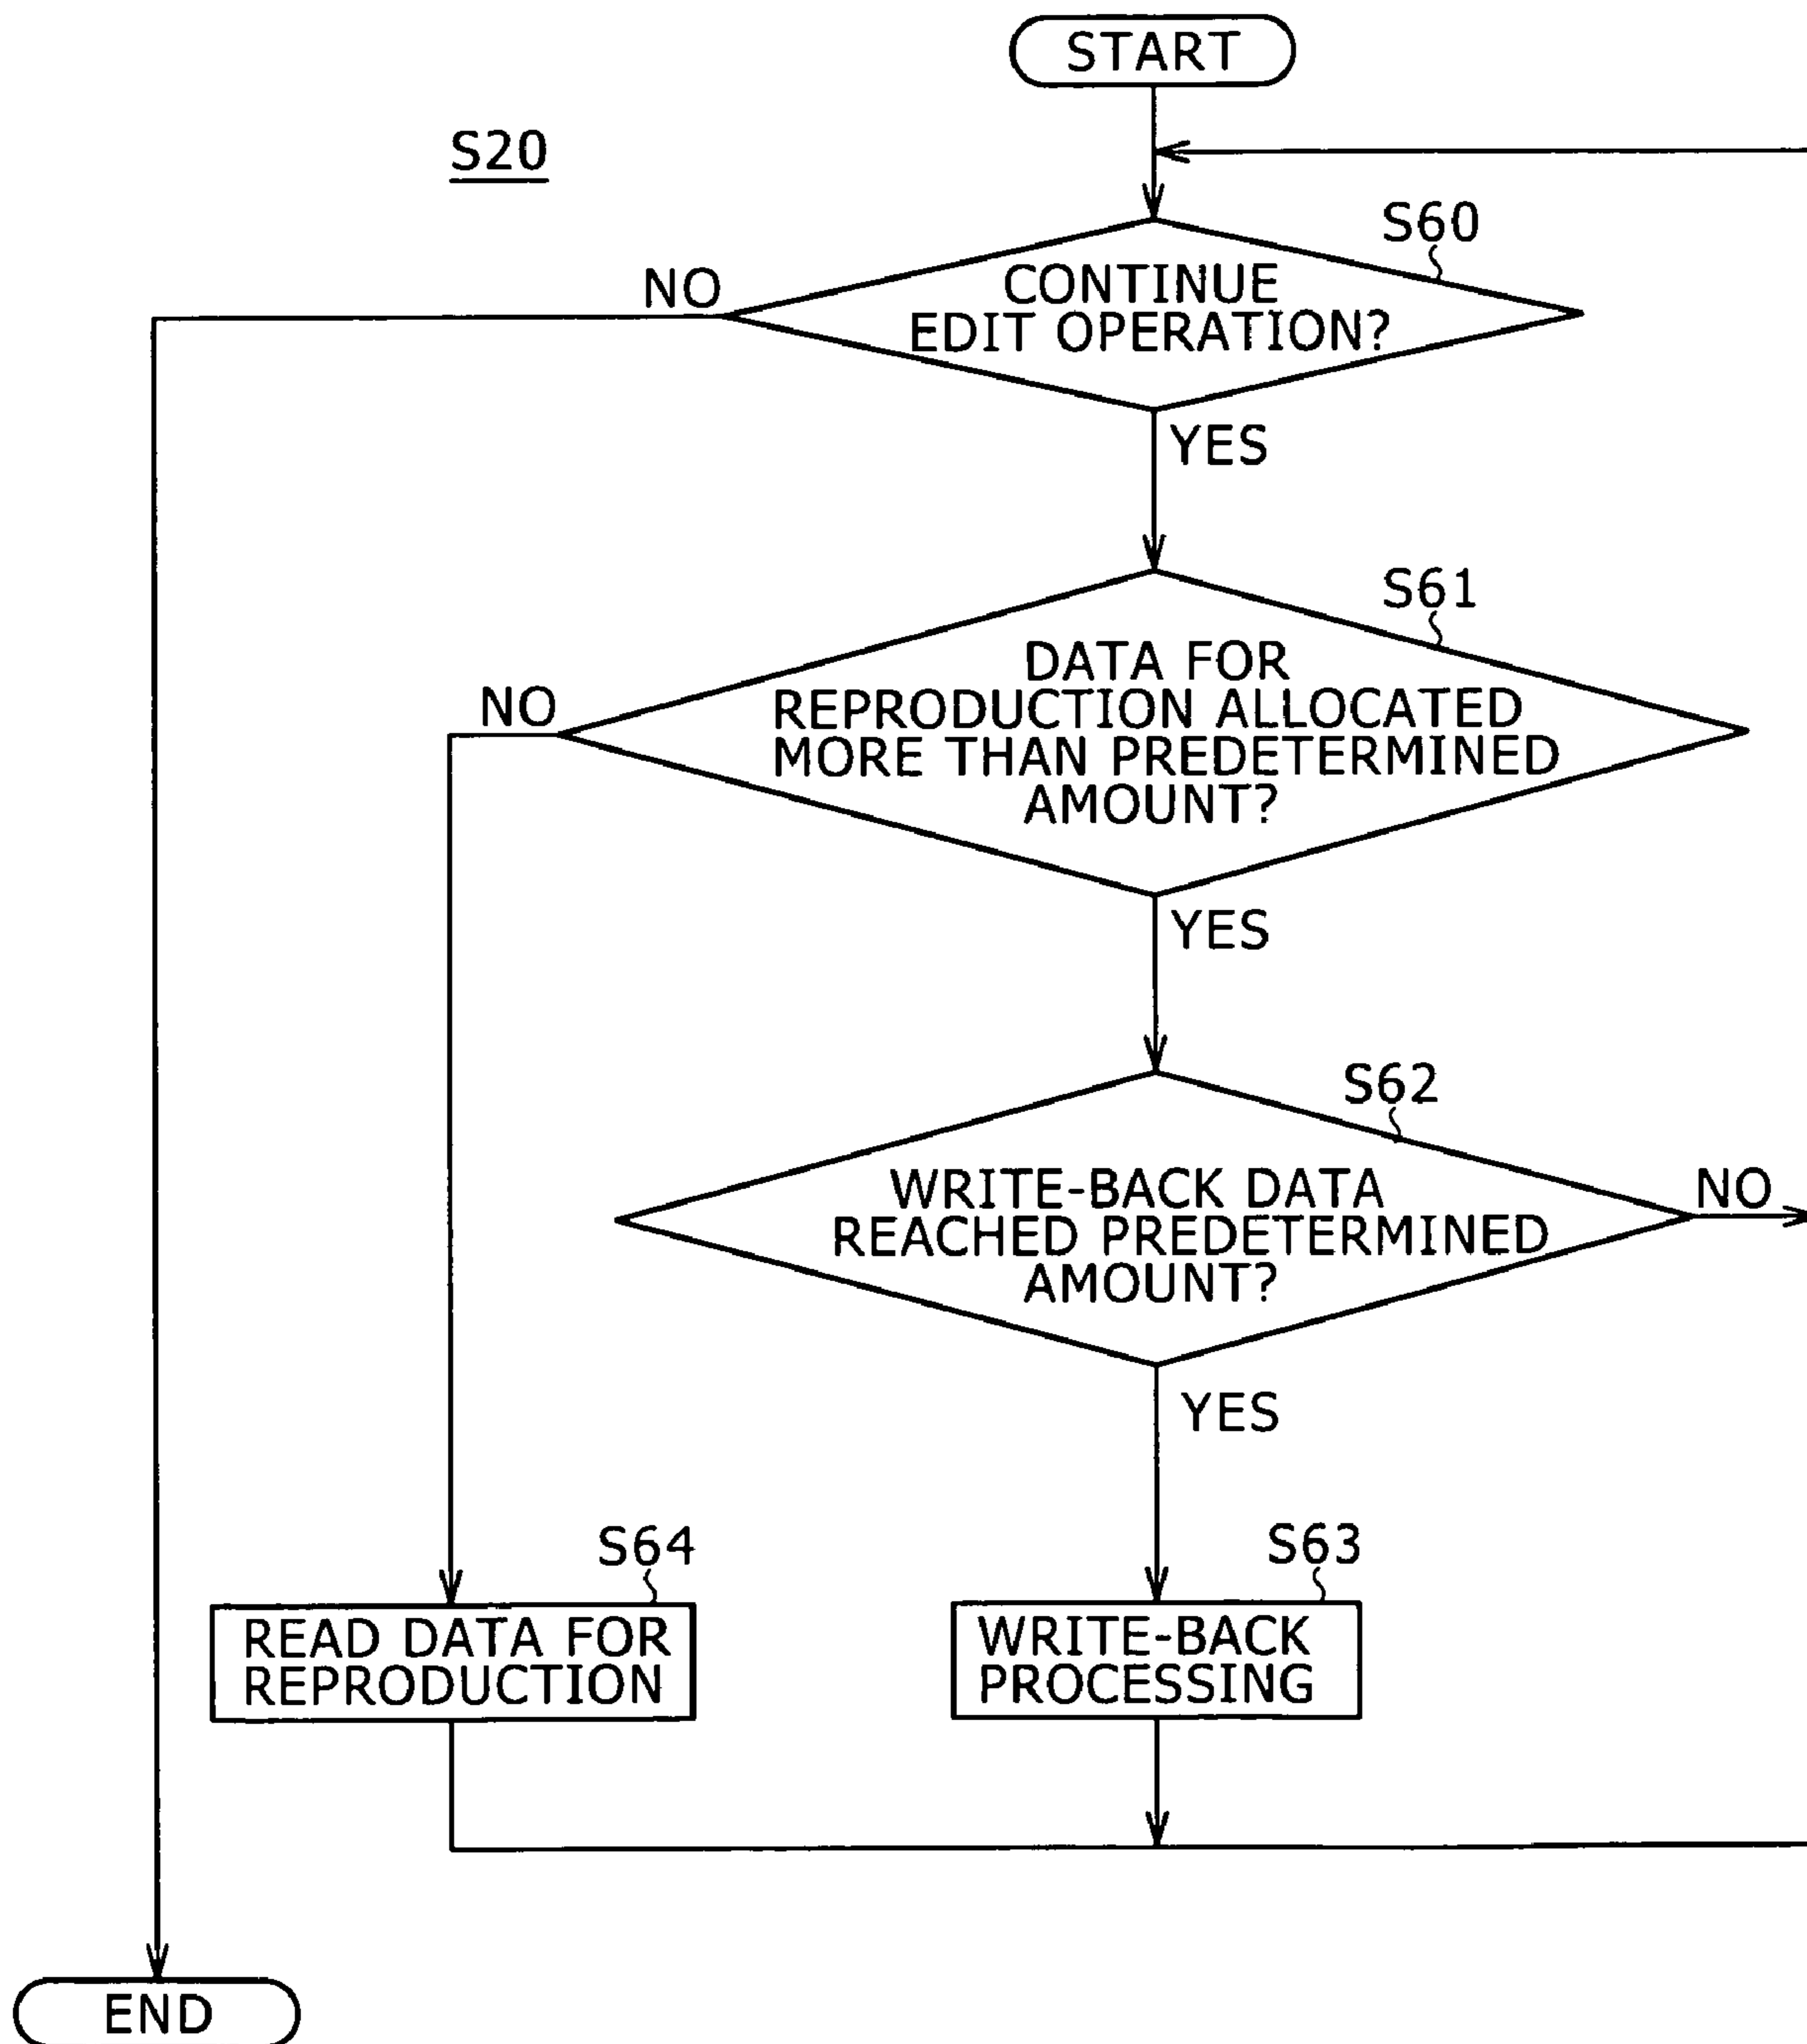 START
S20
S60
NO
CONTINUE
EDIT OPERATION?
YES
S61
NO
DATA FOR
REPRODUCTION ALLOCATED
MORE THAN PREDETERMINED
AMOUNT?
YES
S62
WRITE-BACK DATA
REACHED PREDETERMINED
AMOUNT?
NO
YES
S64
READ DATA FOR
REPRODUCTION
S63
WRITE-BACK
PROCESSING
END